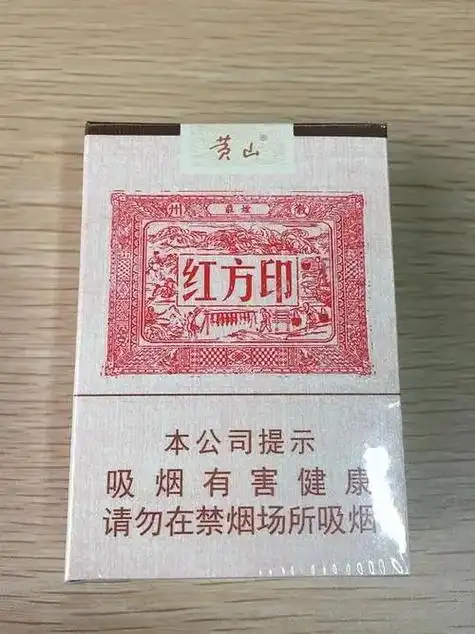 黄山®
州 徽
红方印
本公司提示
吸烟有害健康
请勿在禁烟场所吸烟